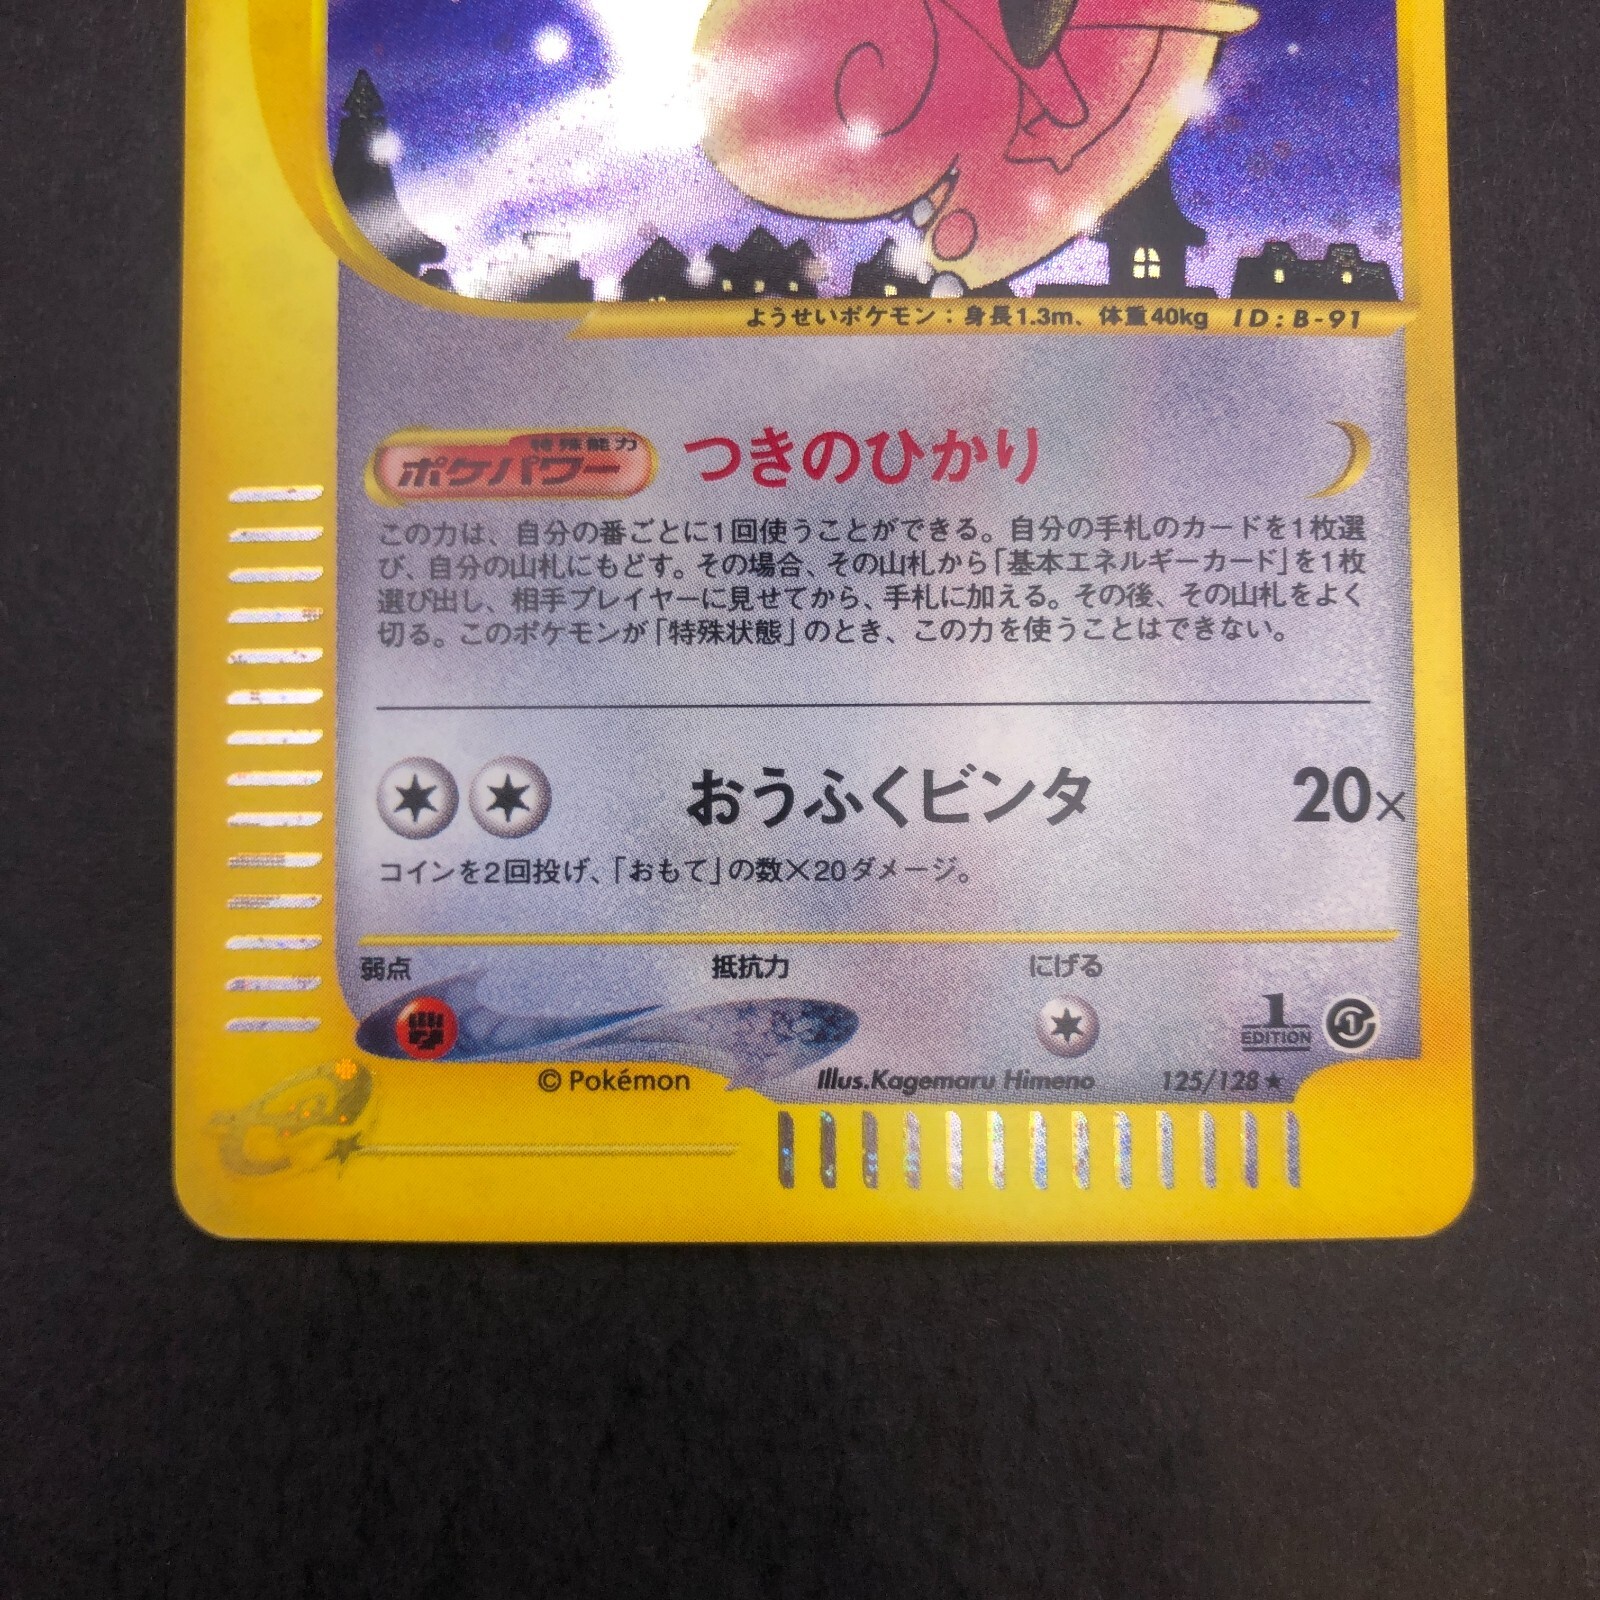 ようせいポケモン：身長1.3m、体重40kg ID:B-91
特殊能力
ポケパワー つきのひかり
この力は、自分の番ごとに1回使うことができる。自分の手札のカードを1枚選
び、自分の山札にもどす。その場合、その山札から「基本エネルギーカード」を1枚
選び出し、相手プレイヤーに見せてから、手札に加える。その後、その山札をよく
切る。このポケモンが「特殊状態」のとき、この力を使うことはできない。
おうふくビンタ 20×
コインを2回投げ、「おもて」の数×20ダメージ。
弱点 抵抗力 にげる
1
EDITION 1
© Pokémon Illus.Kagemaru Himeno 125/128★